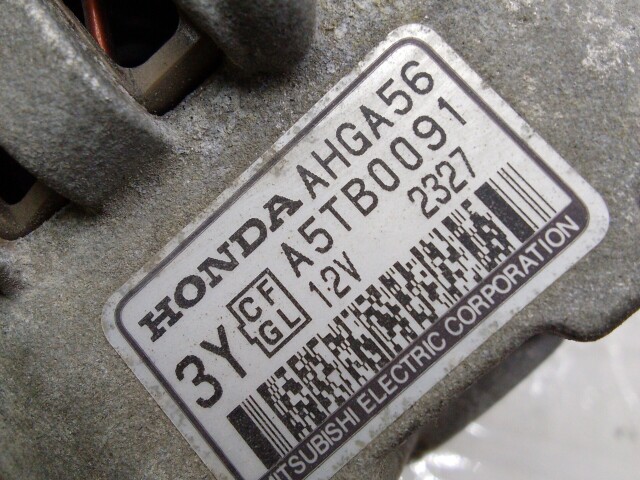 HONDA AHGA56
3Y CF GL A5TB0091
12V 2327
MITSUBISHI ELECTRIC CORPORATION